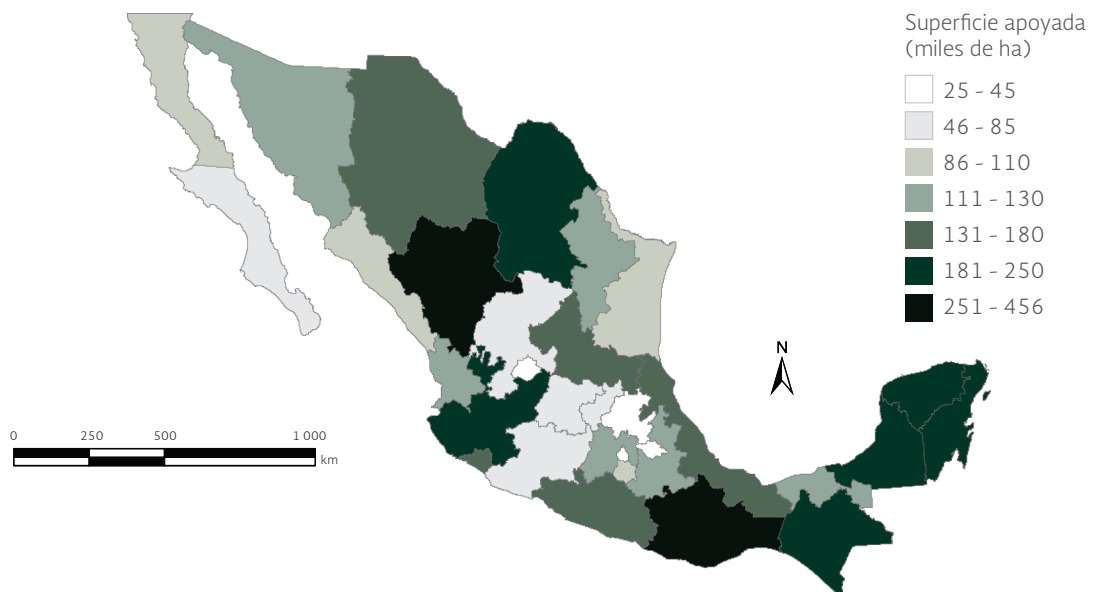 Superficie apoyada
(miles de ha)
25 - 45
46 - 85
86 - 110
111 - 130
131 - 180
181 - 250
251 - 456
N
0 250 500 1 000
km